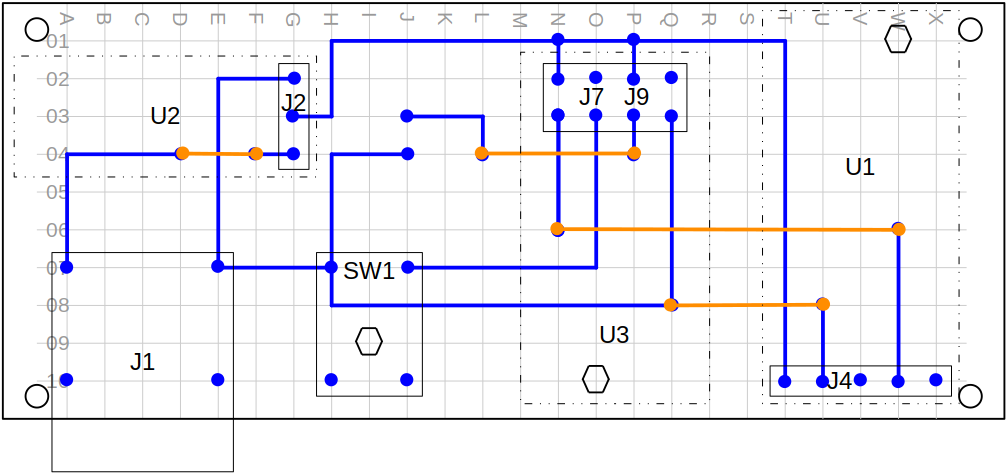 A B C D E F G H I J K L M N O P Q R S T U V W X
01
02
J2
J7 J9
U2
03
04
U1
05
06
07
SW1
08
U3
09
J1
10
J4